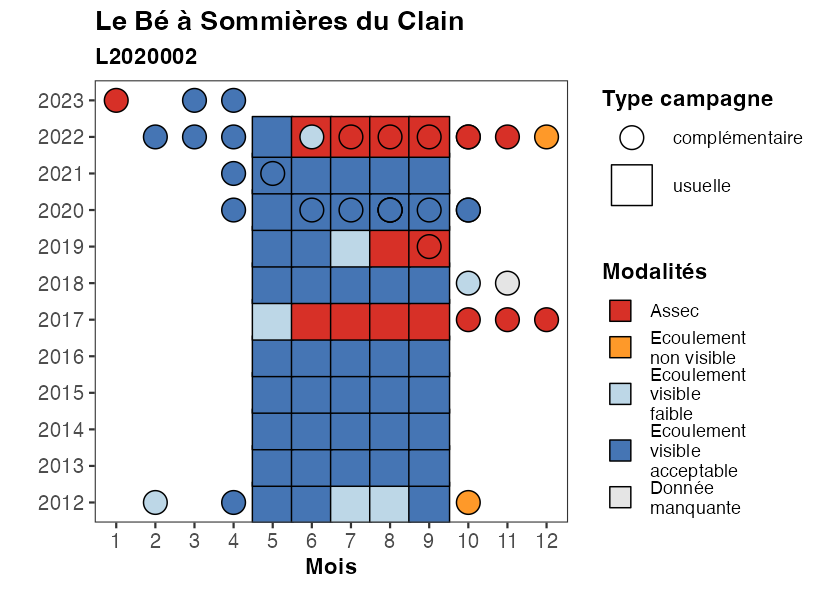 Le Bé à Sommières du Clain
L2020002
2023
2022
2021
2020
2019
2018
2017
2016
2015
2014
2013
2012
1 2 3 4 5 6 7 8 9 10 11 12
Mois
Type campagne
complémentaire
usuelle
Modalités
Assec
Ecoulement
non visible
Ecoulement
visible
faible
Ecoulement
visible
acceptable
Donnée
manquante